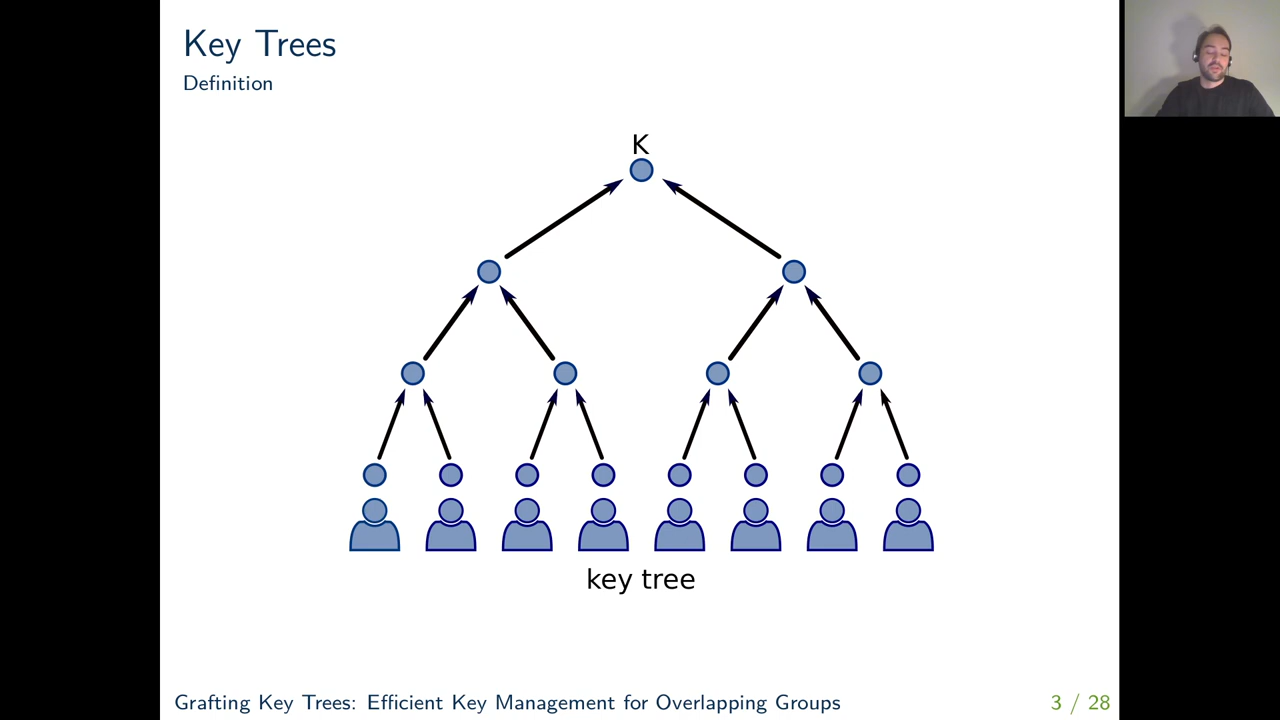 Key Trees
Definition
K
key tree
Grafting Key Trees: Efficient Key Management for Overlapping Groups
3 / 28